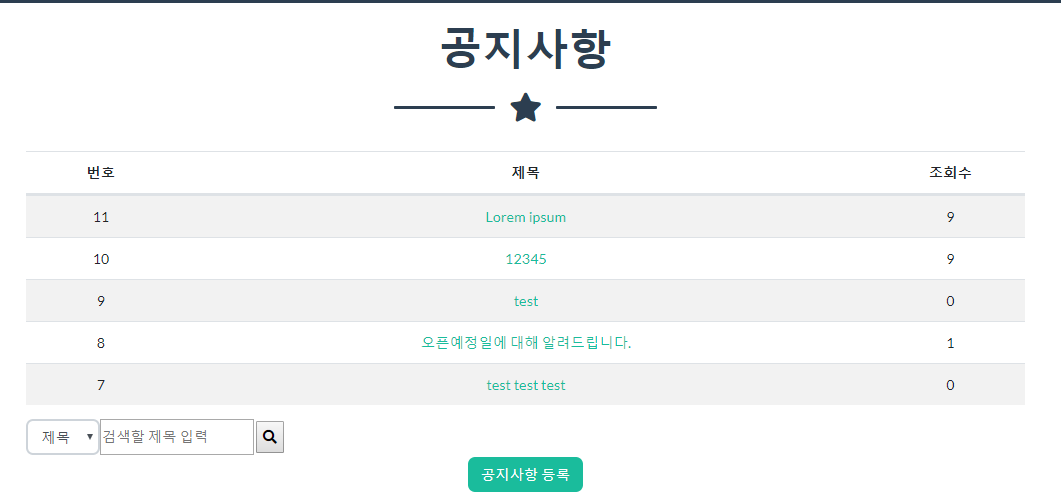 공지사항
번호 제목 조회수
11 Lorem ipsum 9
10 12345 9
9 test 0
8 오픈예정일에 대해 알려드립니다. 1
7 test test test 0
제목 검색할 제목 입력
공지사항 등록